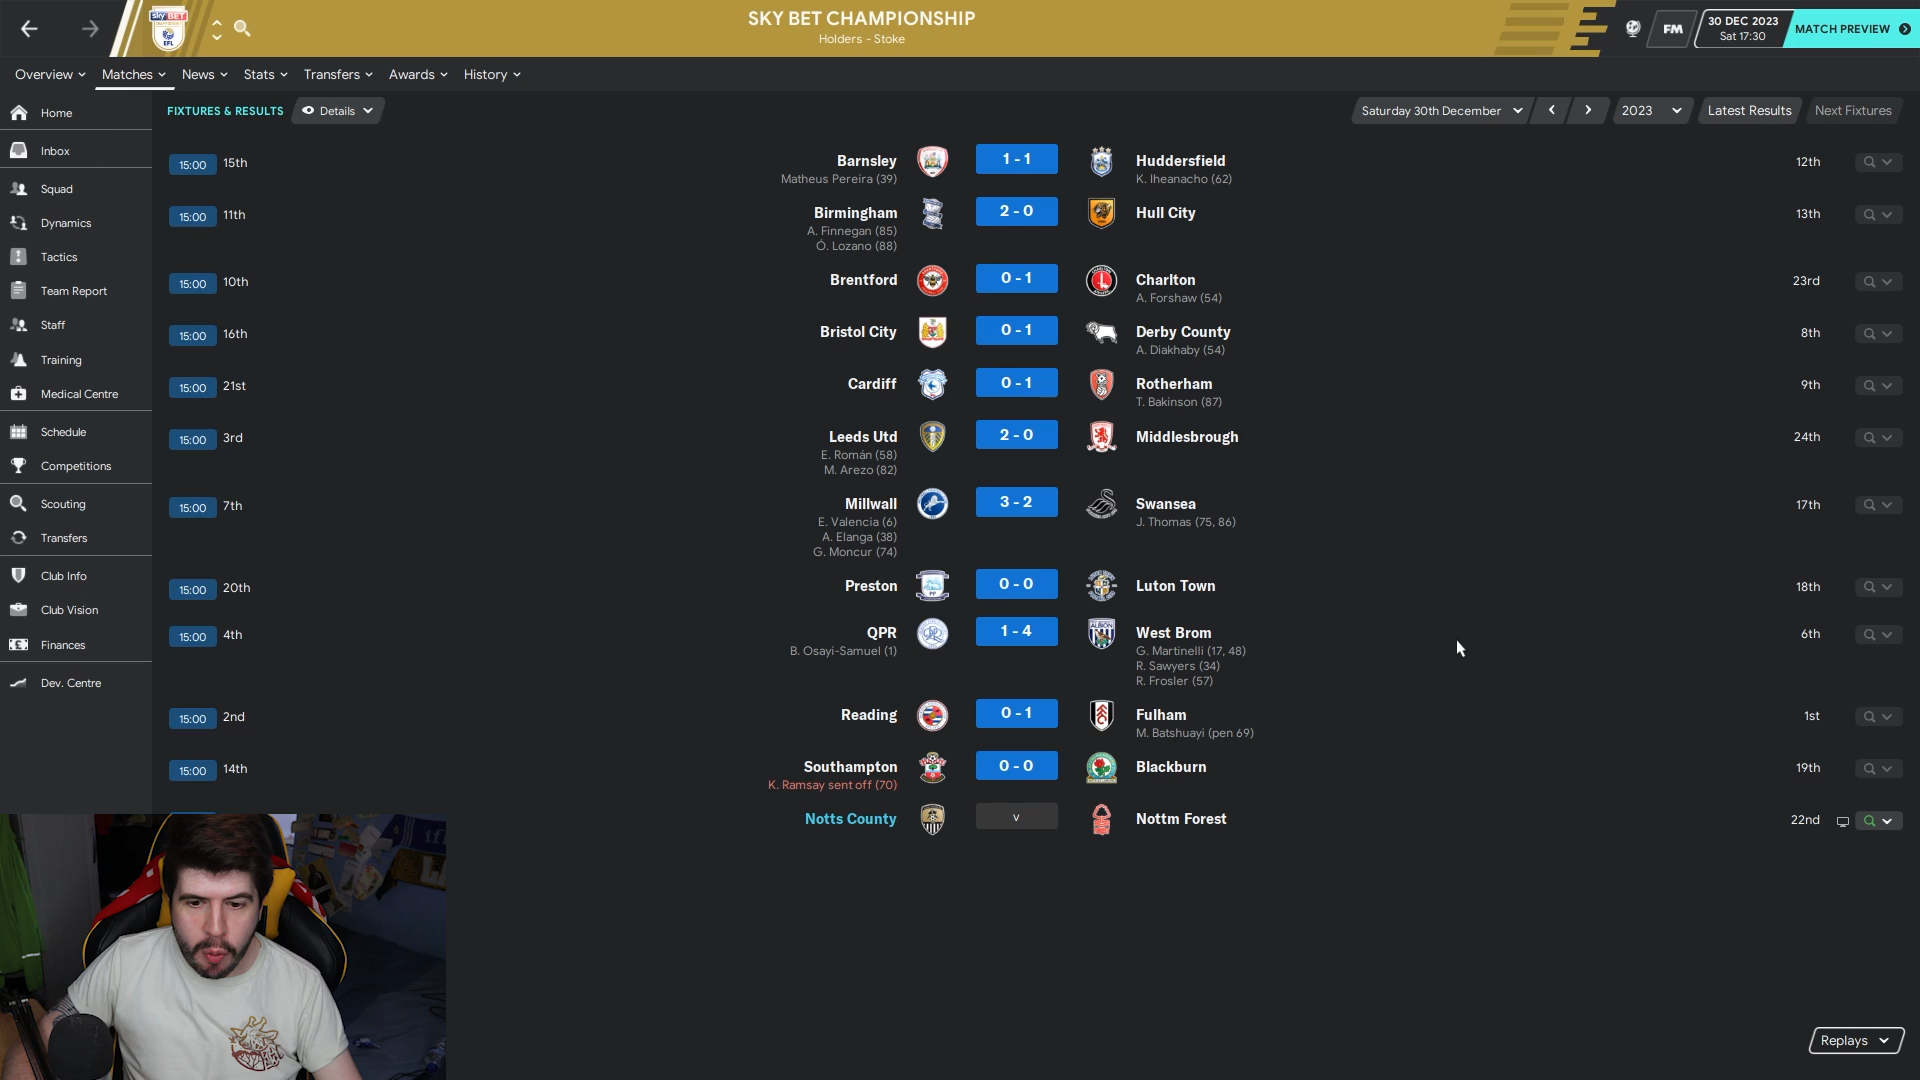 SKY BET CHAMPIONSHIP
Holders - Stoke
sky BET
EFL
FM
30 DEC 2023
Sat 17:30
MATCH PREVIEW
Overview
Matches
News
Stats
Transfers
Awards
History
Home
Inbox
Squad
Dynamics
Tactics
Team Report
Staff
Training
Medical Centre
Schedule
Competitions
Scouting
Transfers
Club Info
Club Vision
Finances
Dev. Centre
FIXTURES & RESULTS
Details
Saturday 30th December
2023
Latest Results
Next Fixtures
15:00 15th Barnsley 1 - 1 Huddersfield 12th
Matheus Pereira (39) K. Iheanacho (62)
15:00 11th Birmingham 2 - 0 Hull City 13th
A. Finnegan (85)
Ó. Lozano (88)
15:00 10th Brentford 0 - 1 Charlton 23rd
A. Forshaw (54)
15:00 16th Bristol City 0 - 1 Derby County 8th
A. Diakhaby (54)
15:00 21st Cardiff 0 - 1 Rotherham 9th
T. Bakinson (87)
15:00 3rd Leeds Utd 2 - 0 Middlesbrough 24th
E. Román (58)
M. Arezo (82)
15:00 7th Millwall 3 - 2 Swansea 17th
E. Valencia (6) J. Thomas (75, 86)
A. Elanga (38)
G. Moncur (74)
15:00 20th Preston 0 - 0 Luton Town 18th
15:00 4th QPR 1 - 4 West Brom 6th
B. Osayi-Samuel (1) G. Martinelli (17, 48)
R. Sawyers (34)
R. Frosler (57)
15:00 2nd Reading 0 - 1 Fulham 1st
M. Batshuayi (pen 69)
15:00 14th Southampton 0 - 0 Blackburn 19th
K. Ramsay sent off (70)
Notts County v Nottm Forest 22nd
Replays